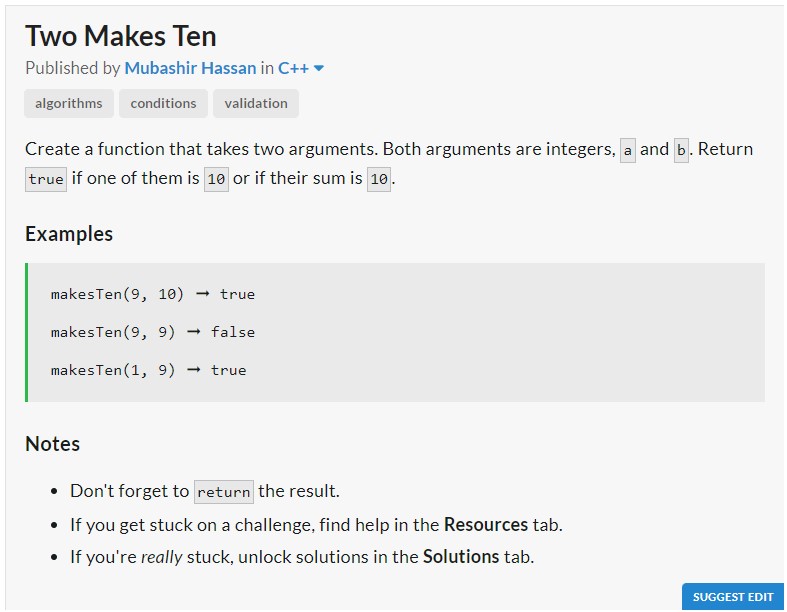 Two Makes Ten
Published by Mubashir Hassan in C++
algorithms conditions validation
Create a function that takes two arguments. Both arguments are integers, a and b. Return
true if one of them is 10 or if their sum is 10.
Examples
makesTen(9, 10) → true
makesTen(9, 9) → false
makesTen(1, 9) → true
Notes
• Don't forget to return the result.
• If you get stuck on a challenge, find help in the Resources tab.
• If you're really stuck, unlock solutions in the Solutions tab.
SUGGEST EDIT